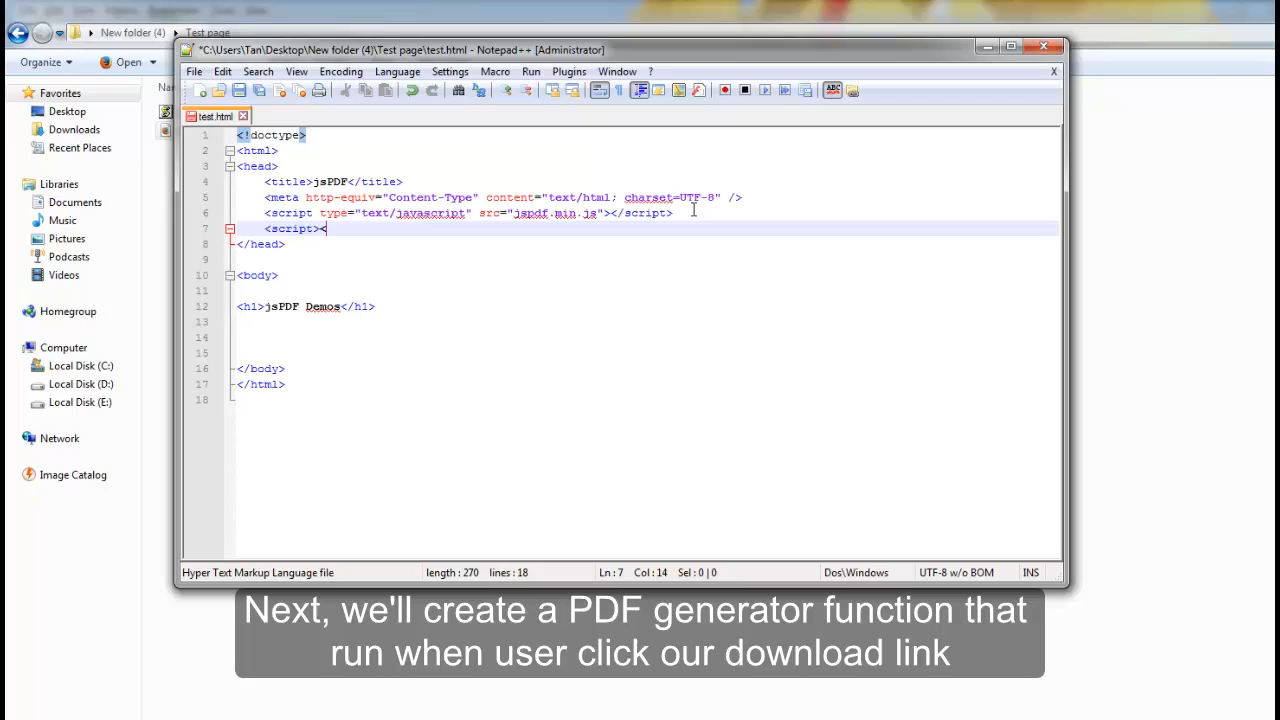 New folder (4) Test page
Organize Open
*C:\Users\Tan\Desktop\New folder (4)\Test page\test.html - Notepad++ [Administrator]
File Edit Search View Encoding Language Settings Macro Run Plugins Window ? X
test.html
Favorites
Desktop
Downloads
Recent Places
Libraries
Documents
Music
Pictures
Podcasts
Videos
Homegroup
Computer
Local Disk (C:)
Local Disk (D:)
Local Disk (E:)
Network
Image Catalog
Na
ABC
1 <!doctype>
2 <html>
3 <head>
4 <title>jsPDF</title>
5 <meta http-equiv="Content-Type" content="text/html; charset=UTF-8" />
6 <script type="text/javascript" src="jspdf.min.js"></script>
7 <script><
8 </head>
9
10 <body>
11
12 <h1>jsPDF Demos</h1>
13
14
15
16 </body>
17 </html>
18
Hyper Text Markup Language file length : 270 lines : 18 Ln : 7 Col : 14 Sel : 0 | 0 Dos\Windows UTF-8 w/o BOM INS
Next, we'll create a PDF generator function that
run when user click our download link